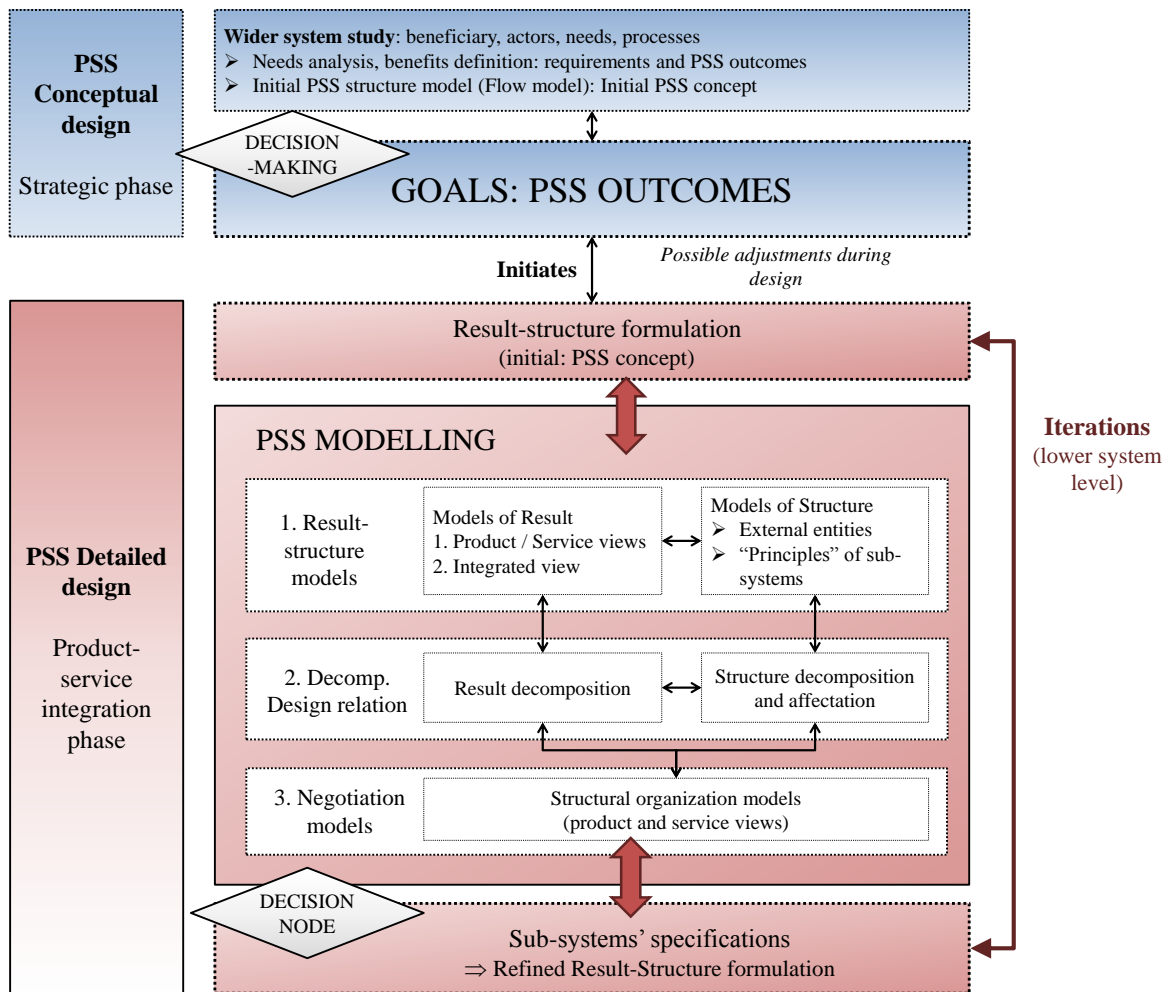 PSS
Conceptual
design
Strategic phase
Wider system study: beneficiary, actors, needs, processes
➢ Needs analysis, benefits definition: requirements and PSS outcomes
➢ Initial PSS structure model (Flow model): Initial PSS concept
DECISION
-MAKING
GOALS: PSS OUTCOMES
Initiates
Possible adjustments during
design
Result-structure formulation
(initial: PSS concept)
PSS Detailed
design
Product-
service
integration
phase
PSS MODELLING
1. Result-
structure
models
Models of Result
1. Product / Service views
2. Integrated view
Models of Structure
➢ External entities
➢ “Principles” of sub-
systems
2. Decomp.
Design relation
Result decomposition
Structure decomposition
and affectation
3. Negotiation
models
Structural organization models
(product and service views)
Iterations
(lower system
level)
DECISION
NODE
Sub-systems’ specifications
⇒ Refined Result-Structure formulation